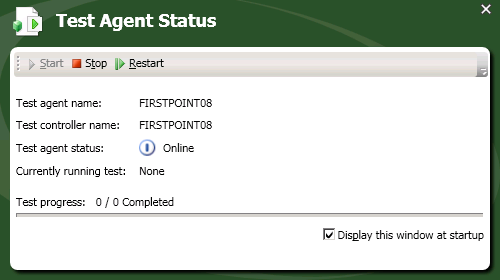 Test Agent Status
Start Stop Restart
Test agent name: FIRSTPOINT08
Test controller name: FIRSTPOINT08
Test agent status: Online
Currently running test: None
Test progress: 0 / 0 Completed
Display this window at startup